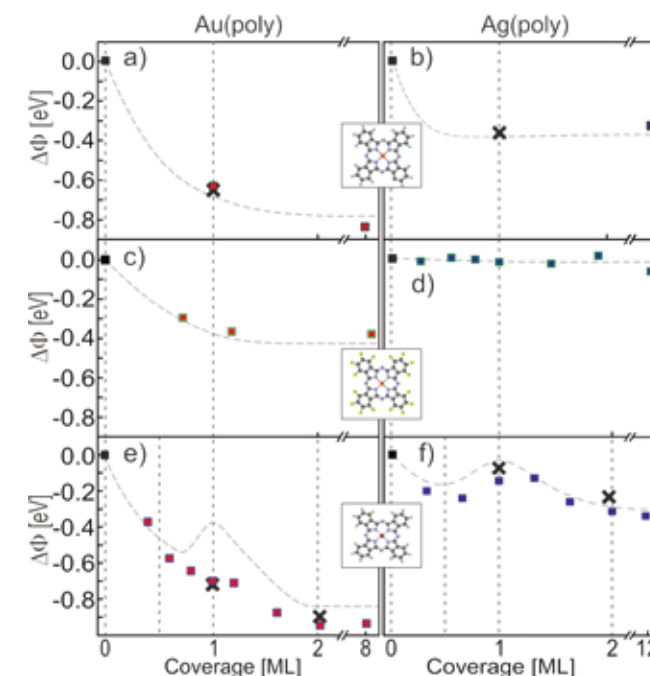 Au(poly) Ag(poly)
a) b)
0.0
-0.2
-0.4
-0.6
-0.8
ΔΦ [eV]
c) d)
0.0
-0.2
-0.4
-0.6
-0.8
ΔΦ [eV]
e) f)
0.0
-0.2
-0.4
-0.6
-0.8
ΔΦ [eV]
0 1 2 8 0 1 2 12
Coverage [ML] Coverage [ML]